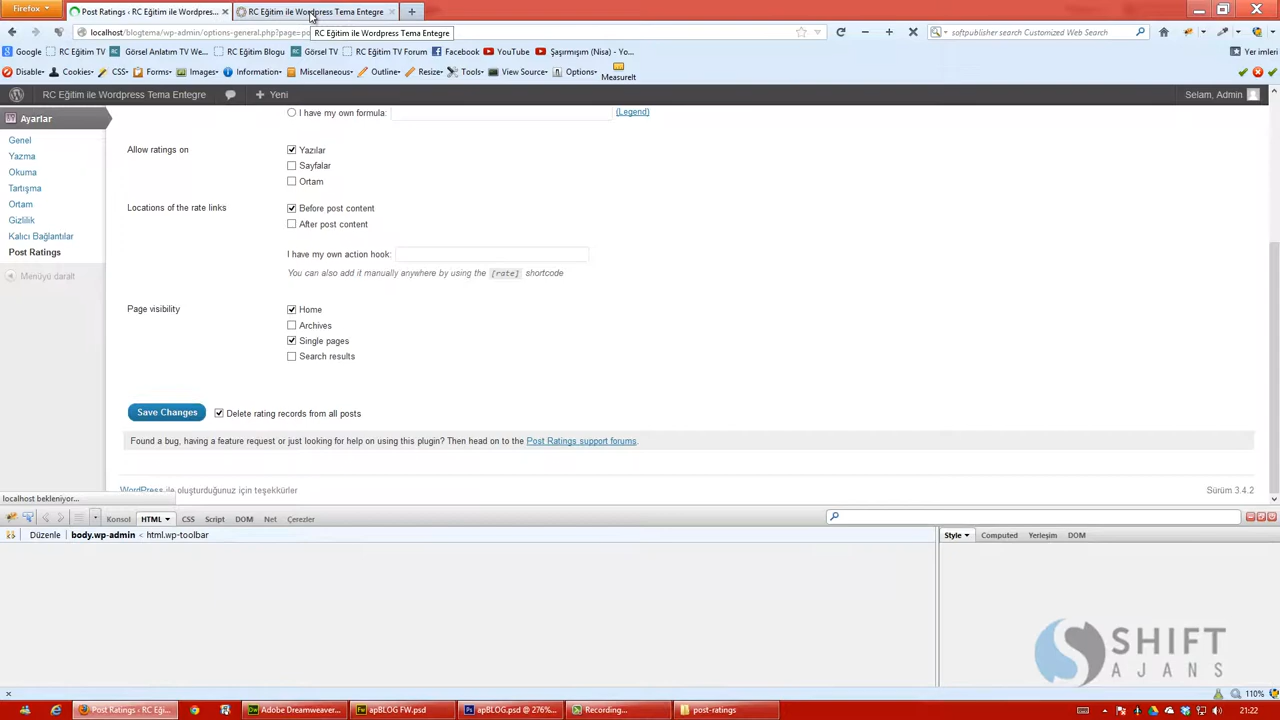 Firefox
Post Ratings ‹ RC Eğitim ile Wordpres...
RC Eğitim ile Wordpress Tema Entegre
localhost/blogtema/wp-admin/options-general.php?page=po
RC Eğitim ile Wordpress Tema Entegre
softpublisher search Customized Web Search
Google
RC Eğitim TV
Görsel Anlatım TV We...
RC Eğitim Blogu
Görsel TV
RC Eğitim TV Forum
Facebook
YouTube
Şaşırmışım (Nisa) - Yo...
Yer imleri
Disable
Cookies
CSS
Forms
Images
Information
Miscellaneous
Outline
Resize
Tools
View Source
Options
MeasureIt
RC Eğitim ile Wordpress Tema Entegre
+ Yeni
Selam, Admin
Ayarlar
Genel
Yazma
Okuma
Tartışma
Ortam
Gizlilik
Kalıcı Bağlantılar
Post Ratings
Menüyü daralt
I have my own formula:
(Legend)
Allow ratings on
Yazılar
Sayfalar
Ortam
Locations of the rate links
Before post content
After post content
I have my own action hook:
You can also add it manually anywhere by using the [rate] shortcode
Page visibility
Home
Archives
Single pages
Search results
Save Changes
Delete rating records from all posts
Found a bug, having a feature request or just looking for help on using this plugin? Then head on to the Post Ratings support forums.
WordPress ile oluşturduğunuz için teşekkürler
Sürüm 3.4.2
localhost bekleniyor...
Konsol
HTML
CSS
Script
DOM
Net
Çerezler
Düzenle
body.wp-admin < html.wp-toolbar
Style
Computed
Yerleşim
DOM
SHIFT
AJANS
110%
Post Ratings ‹ RC Eği...
Adobe Dreamweaver...
apBLOG FW.psd
apBLOG.psd @ 276%...
Recording...
post-ratings
21:22